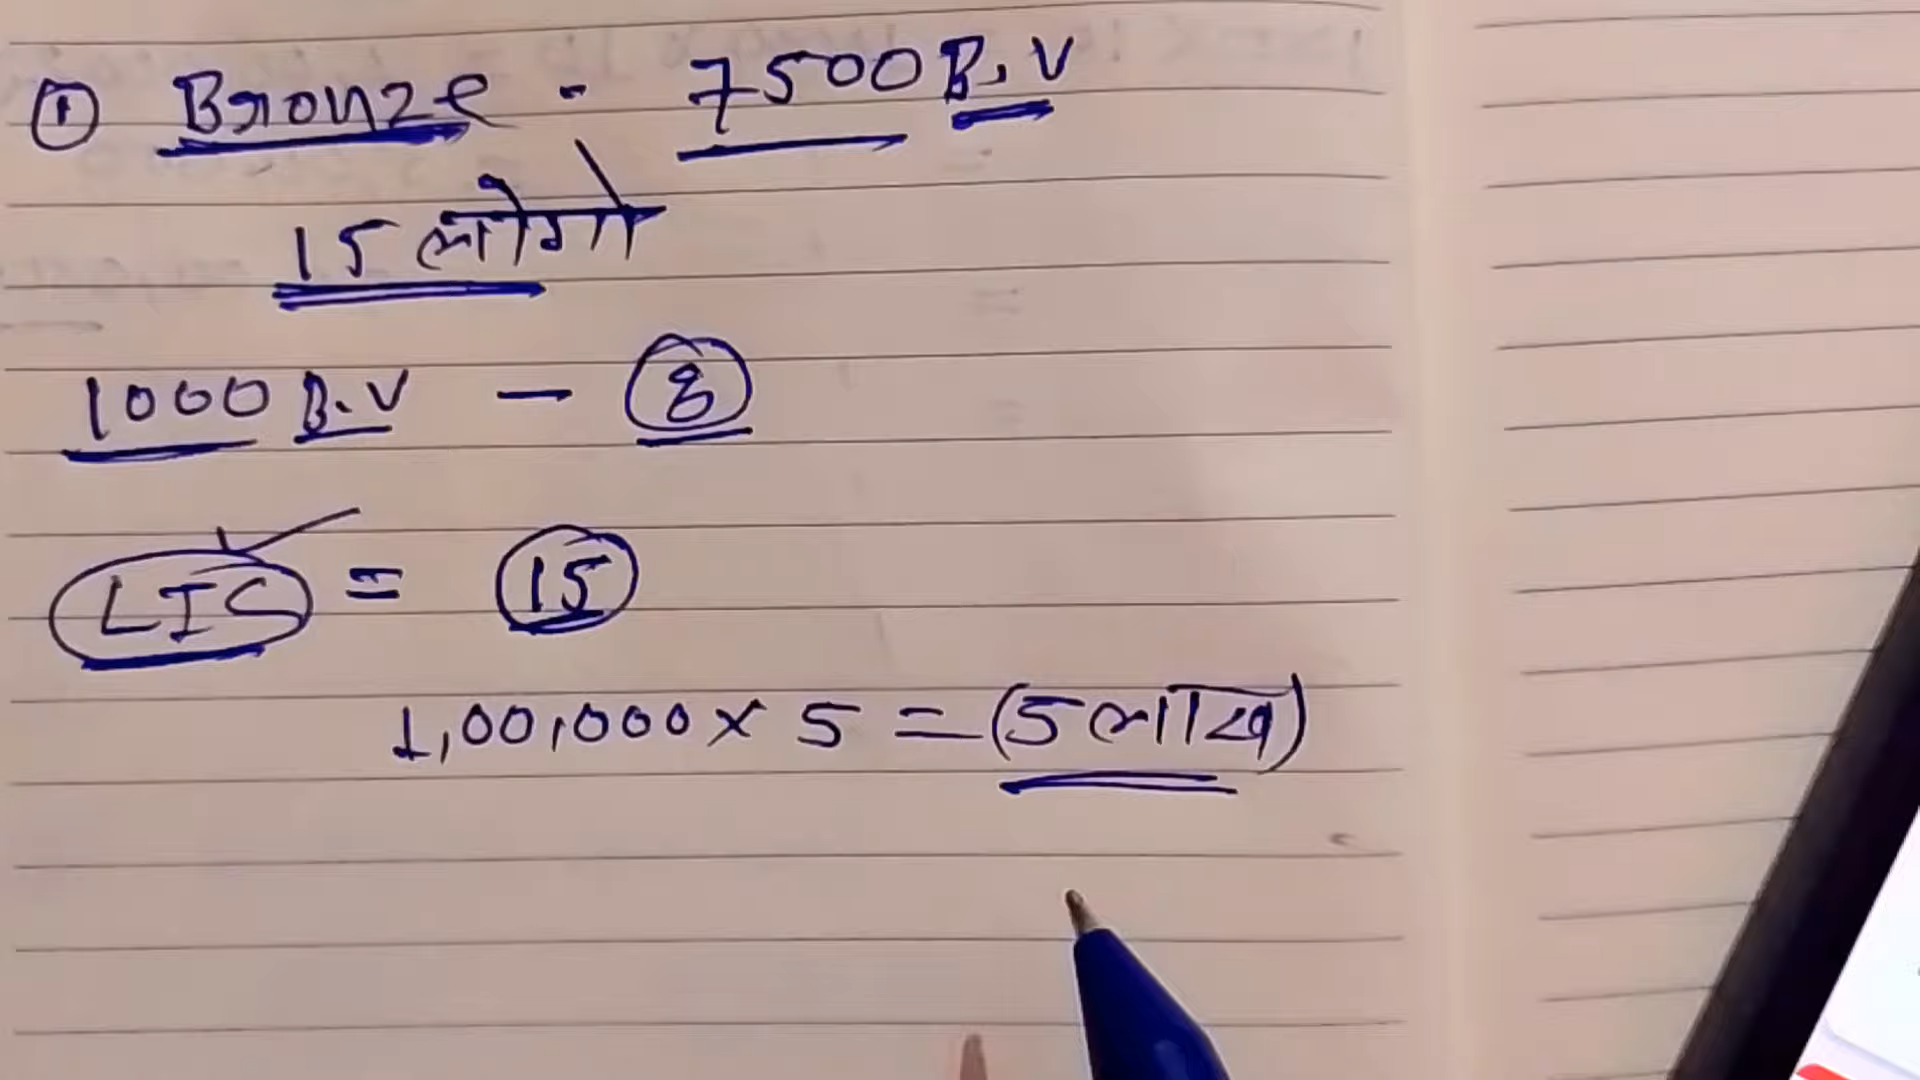 ① Bronze - 7500 B.V
15 लोगो
1000 B.V - 8
LIC = 15
1,00,000 x 5 = (5 लाख)